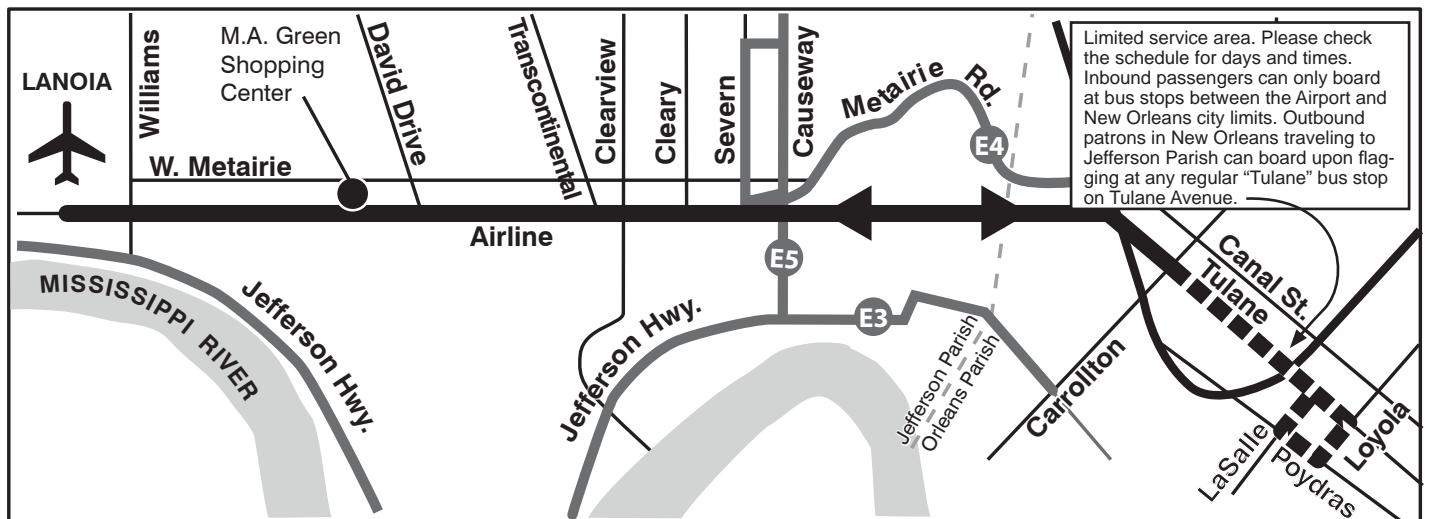 LANOIA
Williams
M.A. Green
Shopping
Center
David Drive
Transcontinental
Clearview
Cleary
Severn
Causeway
Metairie Rd.
E4
Limited service area. Please check
the schedule for days and times.
Inbound passengers can only board
at bus stops between the Airport and
New Orleans city limits. Outbound
patrons in New Orleans traveling to
Jefferson Parish can board upon flag-
ging at any regular “Tulane” bus stop
on Tulane Avenue.
W. Metairie
Airline
E5
Canal St.
Tulane
MISSISSIPPI RIVER
Jefferson Hwy.
Jefferson Hwy.
E3
Jefferson Parish
Orleans Parish
Carrollton
LaSalle
Poydras
Loyola